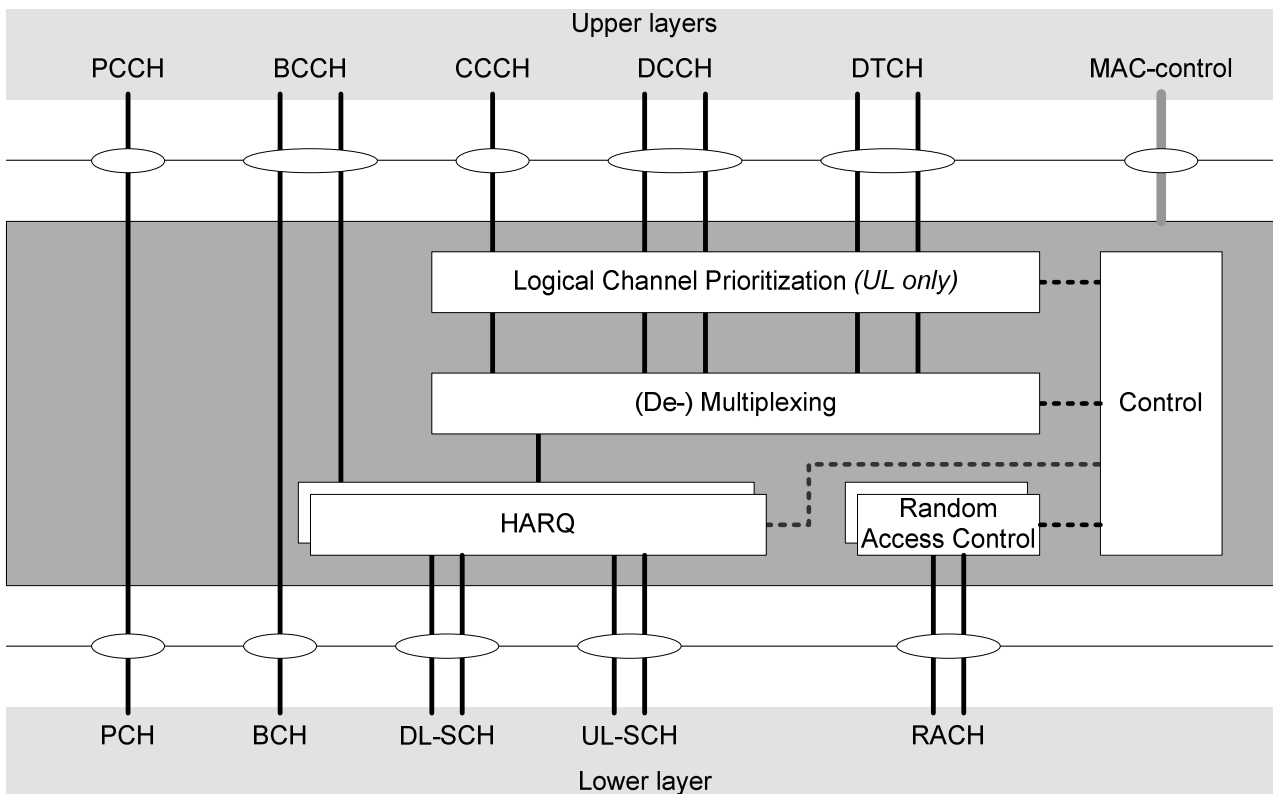 Upper layers
PCCH BCCH CCCH DCCH DTCH MAC-control
Logical Channel Prioritization (UL only)
(De-) Multiplexing
Control
HARQ
Random
Access Control
PCH BCH DL-SCH UL-SCH RACH
Lower layer